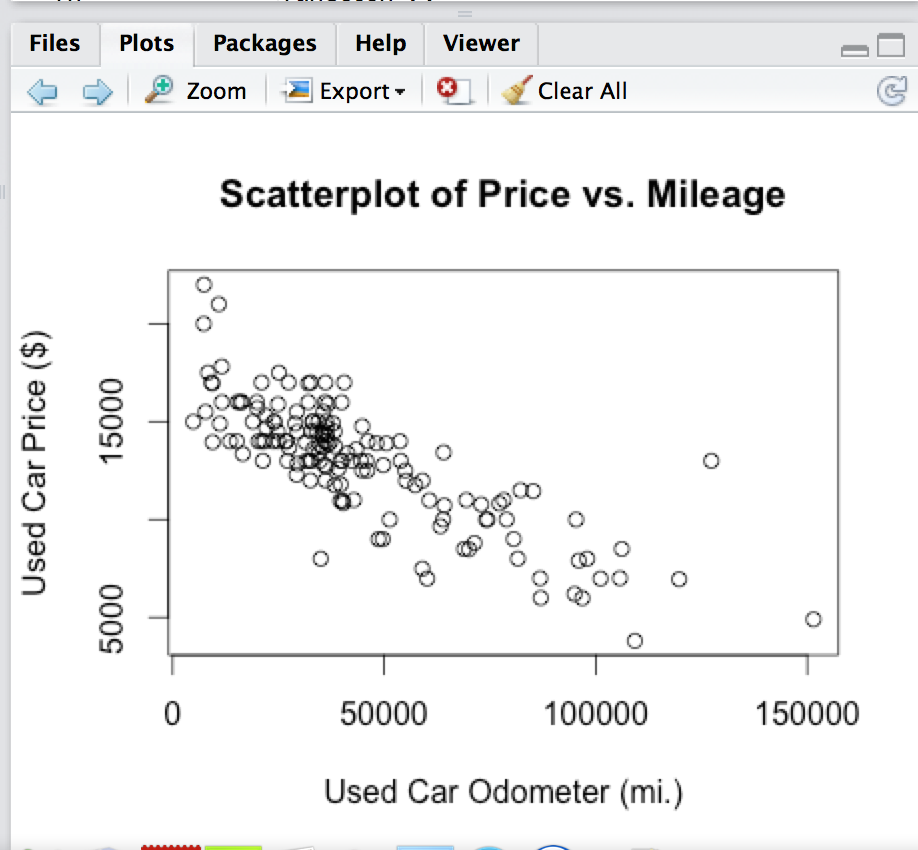 Files Plots Packages Help Viewer
Zoom Export Clear All
Scatterplot of Price vs. Mileage
Used Car Price ($)
15000
5000
0 50000 100000 150000
Used Car Odometer (mi.)